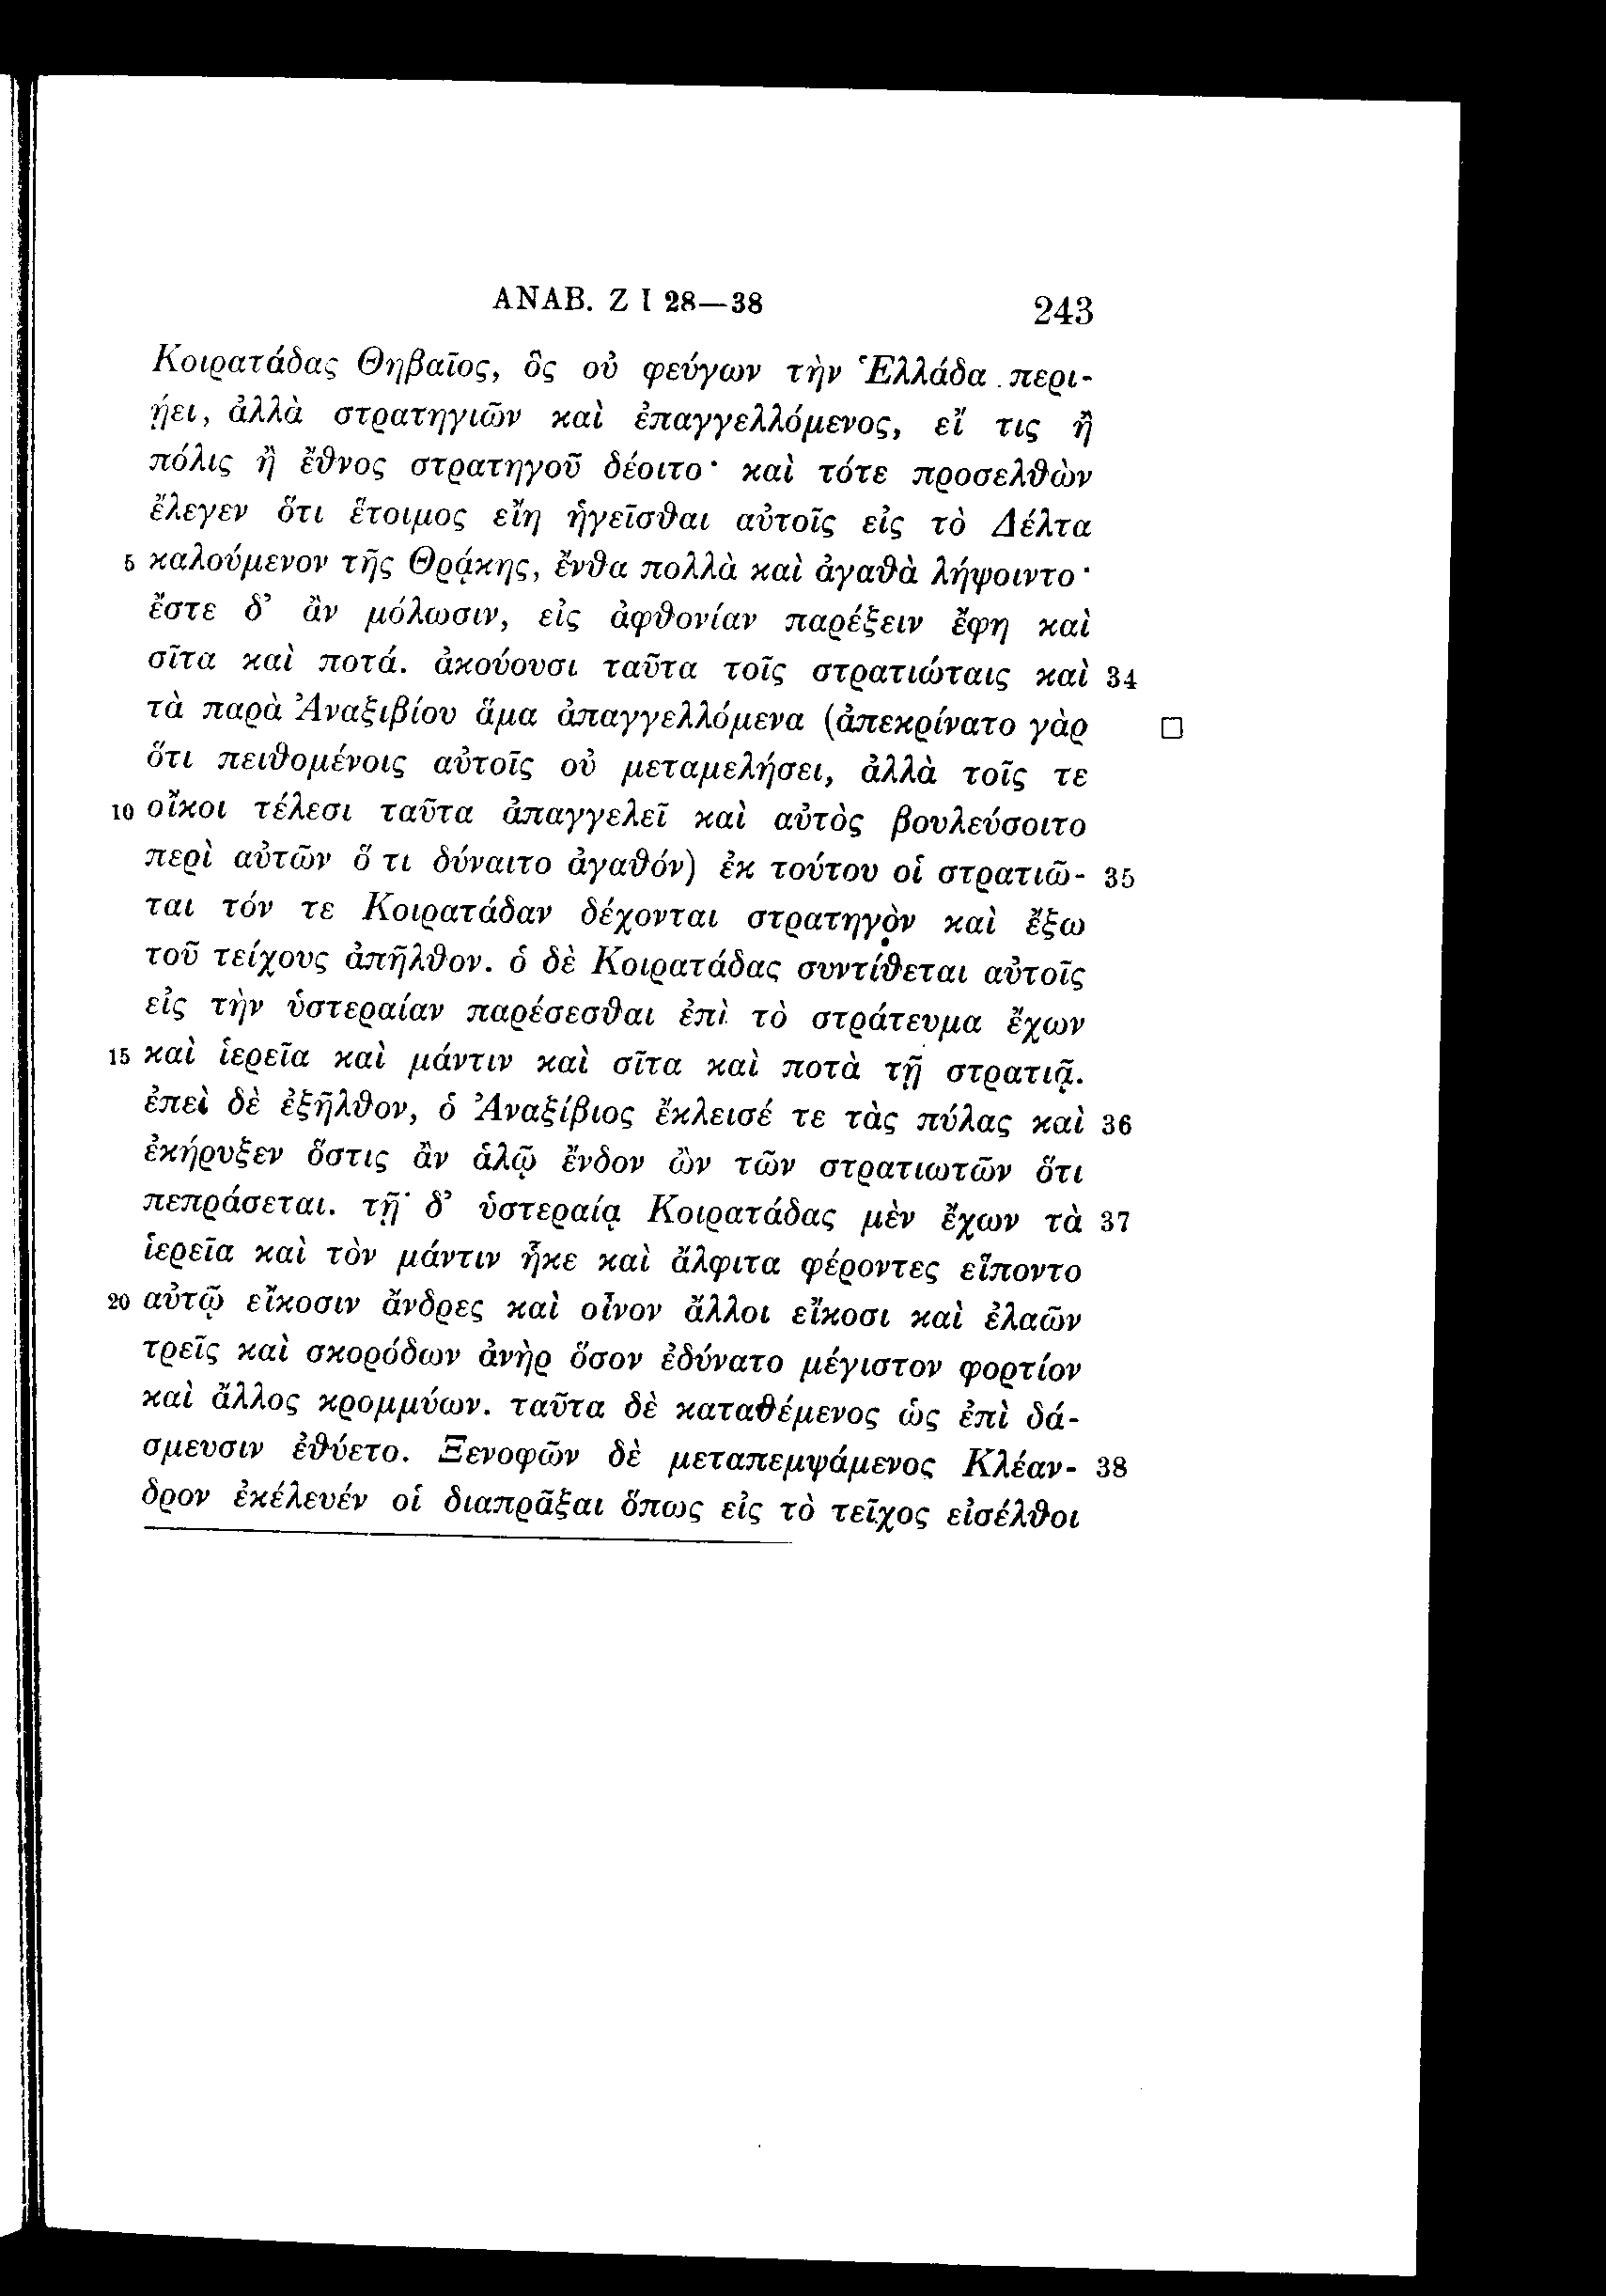 ΑΝΑΒ. Ζ Ι 28—38 243
Κοιρατάδας Θηβαῖος, ὃς οὐ φεύγων τὴν Ἑλλάδα περι-
ῄει, ἀλλὰ στρατηγιῶν καὶ ἐπαγγελλόμενος, εἴ τις ἢ
πόλις ἢ ἔθνος στρατηγοῦ δέοιτο· καὶ τότε προσελθὼν
ἔλεγεν ὅτι ἕτοιμος εἴη ἡγεῖσθαι αὐτοῖς εἰς τὸ Δέλτα
5 καλούμενον τῆς Θρᾴκης, ἔνθα πολλὰ καὶ ἀγαθὰ λήψοιντο·
ἔστε δ' ἂν μόλωσιν, εἰς ἀφθονίαν παρέξειν ἔφη καὶ
σῖτα καὶ ποτά. ἀκούουσι ταῦτα τοῖς στρατιώταις καὶ 34
τὰ παρὰ Ἀναξιβίου ἅμα ἀπαγγελλόμενα (ἀπεκρίνατο γὰρ
ὅτι πειθομένοις αὐτοῖς οὐ μεταμελήσει, ἀλλὰ τοῖς τε
10 οἴκοι τέλεσι ταῦτα ἀπαγγελεῖ καὶ αὐτὸς βουλεύσοιτο
περὶ αὐτῶν ὅ τι δύναιτο ἀγαθόν) ἐκ τούτου οἱ στρατιῶ- 35
ται τόν τε Κοιρατάδαν δέχονται στρατηγὸν καὶ ἔξω
τοῦ τείχους ἀπῆλθον. ὁ δὲ Κοιρατάδας συντίθεται αὐτοῖς
εἰς τὴν ὑστεραίαν παρέσεσθαι ἐπὶ τὸ στράτευμα ἔχων
15 καὶ ἱερεῖα καὶ μάντιν καὶ σῖτα καὶ ποτὰ τῇ στρατιᾷ.
ἐπεὶ δὲ ἐξῆλθον, ὁ Ἀναξίβιος ἔκλεισέ τε τὰς πύλας καὶ 36
ἐκήρυξεν ὅστις ἂν ἁλῷ ἔνδον ὢν τῶν στρατιωτῶν ὅτι
πεπράσεται. τῇ δ' ὑστεραίᾳ Κοιρατάδας μὲν ἔχων τὰ 37
ἱερεῖα καὶ τὸν μάντιν ἧκε καὶ ἄλφιτα φέροντες εἵποντο
20 αὐτῷ εἴκοσιν ἄνδρες καὶ οἶνον ἄλλοι εἴκοσι καὶ ἐλαῶν
τρεῖς καὶ σκορόδων ἀνὴρ ὅσον ἐδύνατο μέγιστον φορτίον
καὶ ἄλλος κρομμύων. ταῦτα δὲ καταθέμενος ὡς ἐπὶ δά-
σμευσιν ἐθύετο. Ξενοφῶν δὲ μεταπεμψάμενος Κλέαν- 38
δρον ἐκέλευέν οἱ διαπρᾶξαι ὅπως εἰς τὸ τεῖχος εἰσέλθοι